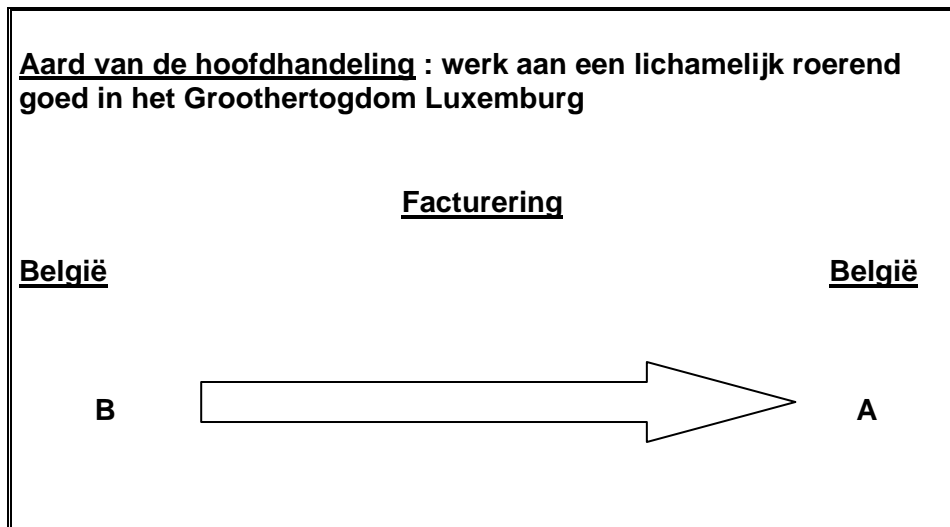 Aard van de hoofdhandeling : werk aan een lichamelijk roerend
goed in het Groothertogdom Luxemburg
Facturering
België België
B A